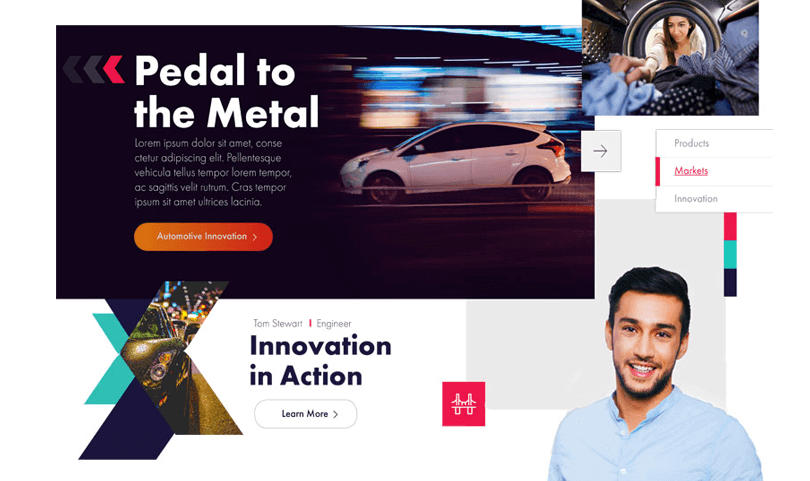 Pedal to
the Metal
Lorem ipsum dolor sit amet, conse
ctetur adipiscing elit. Pellentesque
vehicula tellus tempor lorem tempor,
ac sagittis velit rutrum. Cras tempor
ipsum sit amet ultrices lacinia.
Automotive Innovation
Products
Markets
Innovation
Tom Stewart
Engineer
Innovation
in Action
Learn More